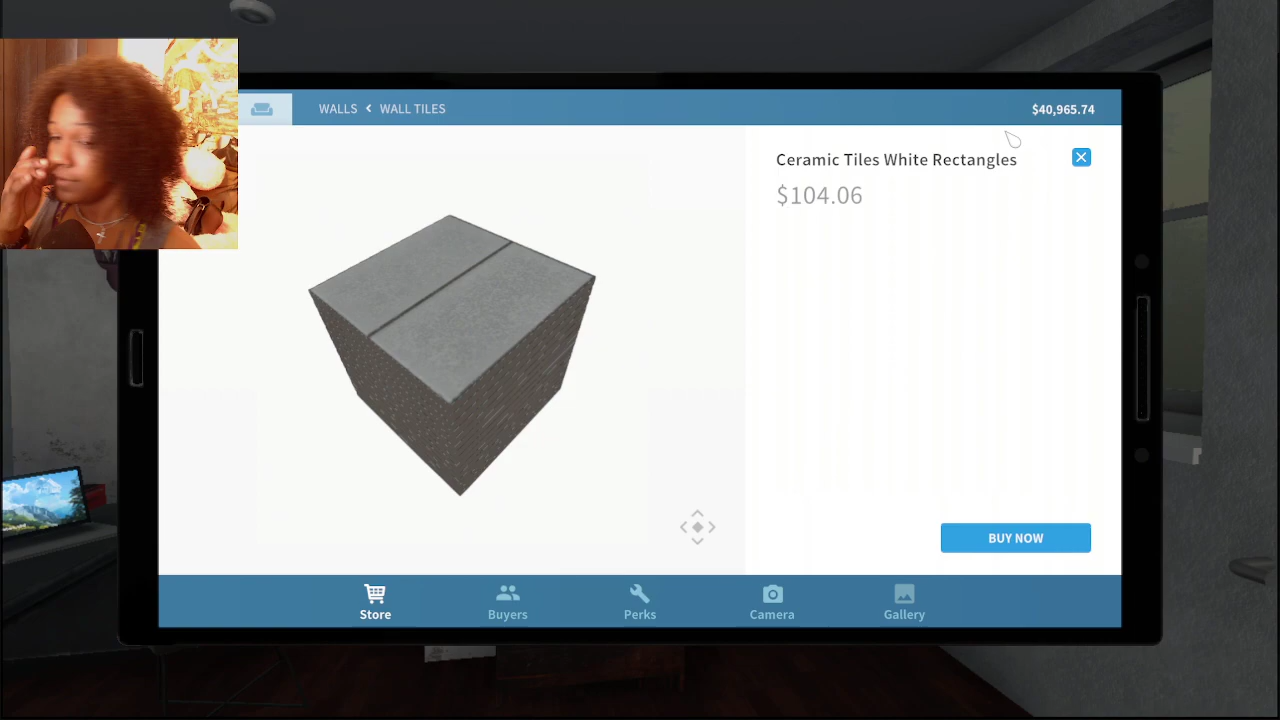 WALLS < WALL TILES
$40,965.74
Ceramic Tiles White Rectangles
$104.06
BUY NOW
Store
Buyers
Perks
Camera
Gallery